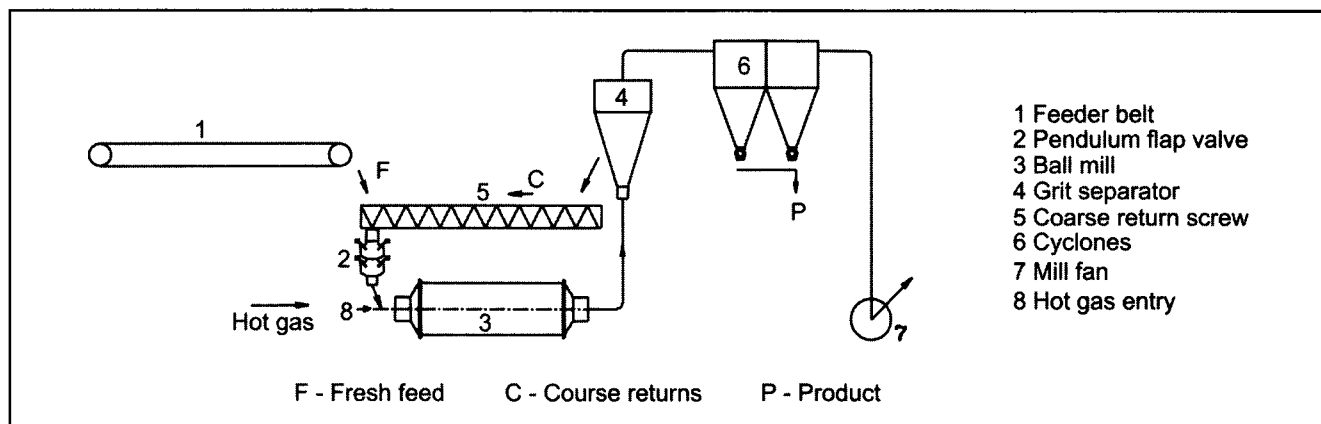 1
F
5
C
2
8
Hot gas
3
4
6
P
7
1 Feeder belt
2 Pendulum flap valve
3 Ball mill
4 Grit separator
5 Coarse return screw
6 Cyclones
7 Mill fan
8 Hot gas entry
F - Fresh feed C - Course returns P - Product